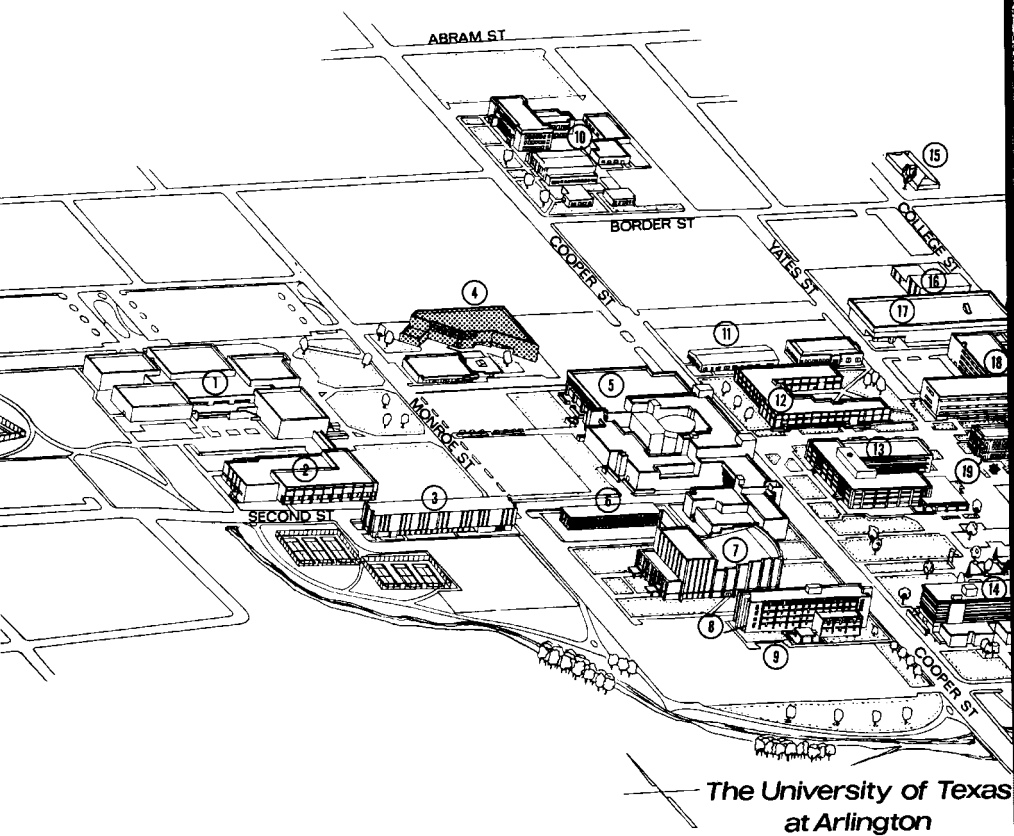 ABRAM ST
10
15
BORDER ST
COLLEGE ST
YATES ST
COOPER ST
16
4
17
11
18
1
5
12
MONROE ST
13
2
19
3
6
SECOND ST
7
14
8
9
COOPER ST
The University of Texas
at Arlington